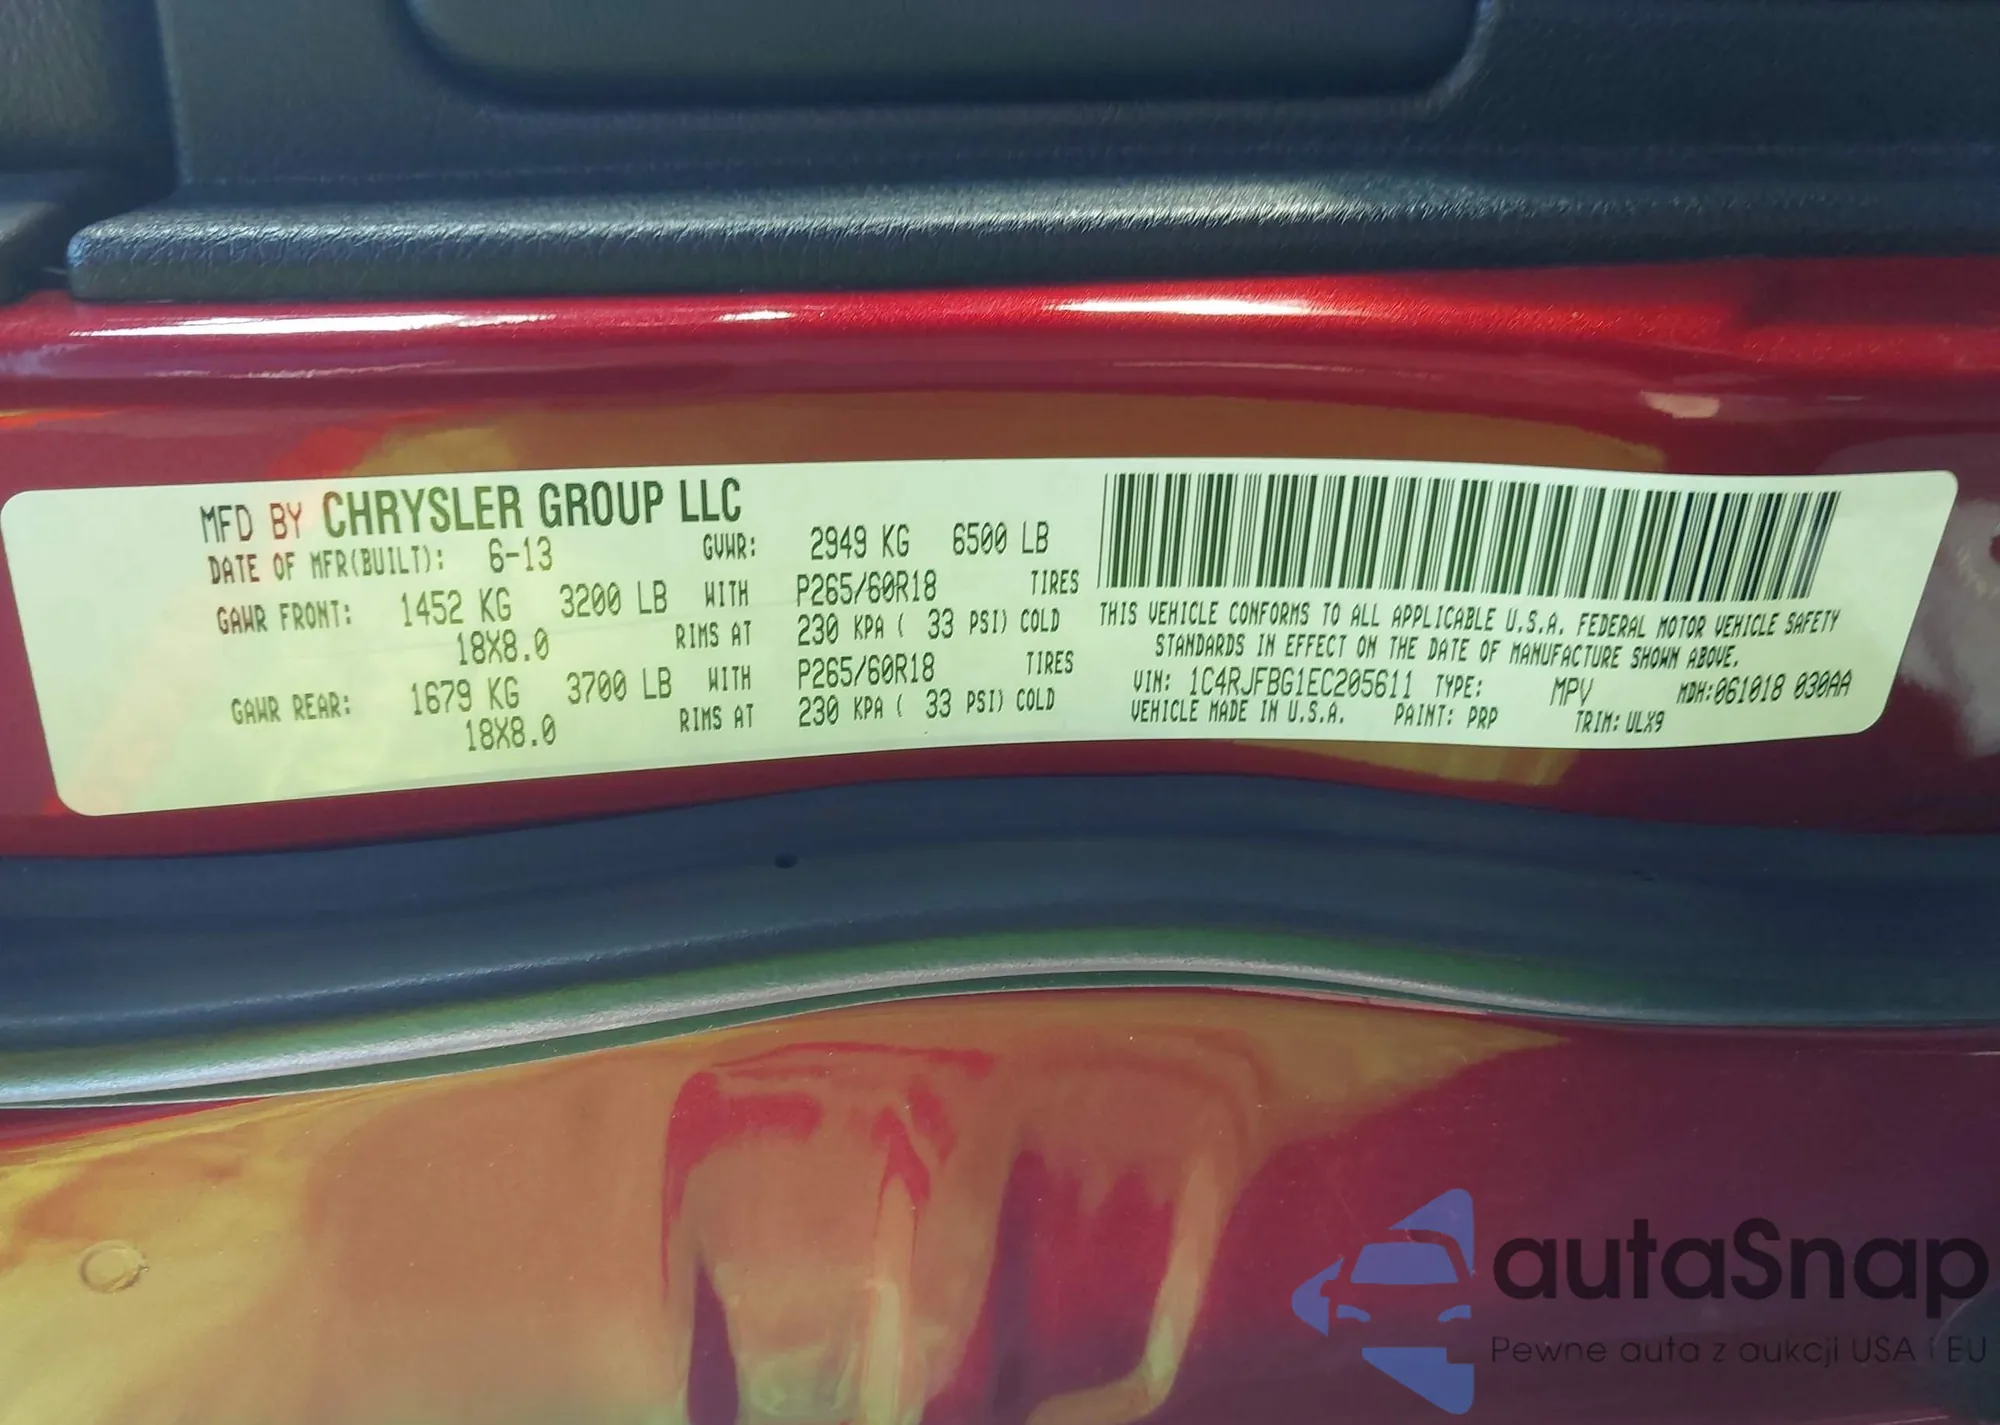 MFD BY CHRYSLER GROUP LLC
DATE OF MFR(BUILT): 6-13 GVWR: 2949 KG 6500 LB
GAWR FRONT: 1452 KG 3200 LB WITH P265/60R18 TIRES
18X8.0 RIMS AT 230 KPA ( 33 PSI) COLD
GAWR REAR: 1679 KG 3700 LB WITH P265/60R18 TIRES
18X8.0 RIMS AT 230 KPA ( 33 PSI) COLD
THIS VEHICLE CONFORMS TO ALL APPLICABLE U.S.A. FEDERAL MOTOR VEHICLE SAFETY
STANDARDS IN EFFECT ON THE DATE OF MANUFACTURE SHOWN ABOVE.
VIN: 1C4RJFBG1EC205611 TYPE: MPV MDH:061018 030AA
VEHICLE MADE IN U.S.A. PAINT: PRP TRIM: ULX9
autaSnap
Pewne auta z aukcji USA i EU